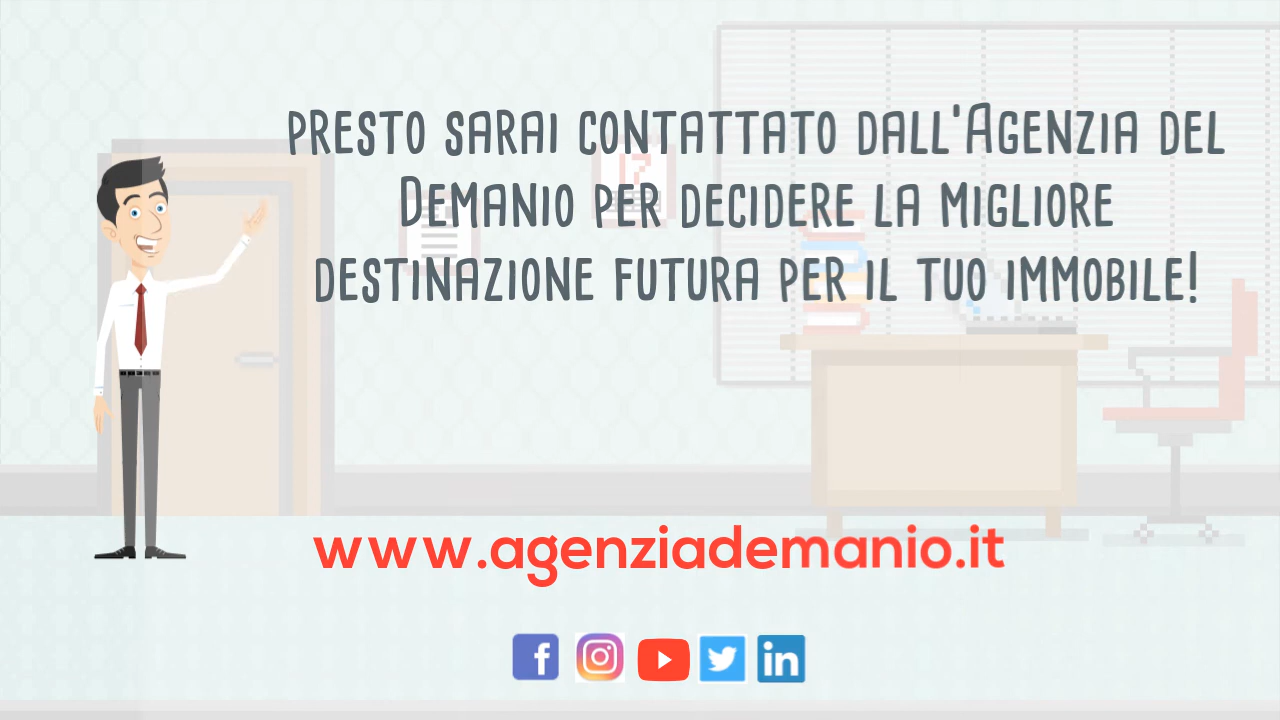 presto sarai contattato dall'Agenzia del
Demanio per decidere la migliore
destinazione futura per il tuo immobile!
www.agenziademanio.it